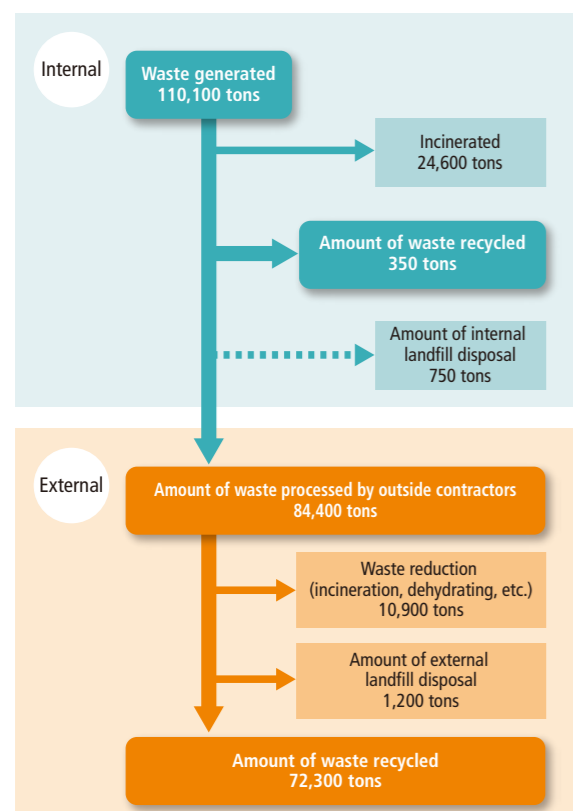 Internal
Waste generated
110,100 tons
Incinerated
24,600 tons
Amount of waste recycled
350 tons
Amount of internal
landfill disposal
750 tons
External
Amount of waste processed by outside contractors
84,400 tons
Waste reduction
(incineration, dehydrating, etc.)
10,900 tons
Amount of external
landfill disposal
1,200 tons
Amount of waste recycled
72,300 tons